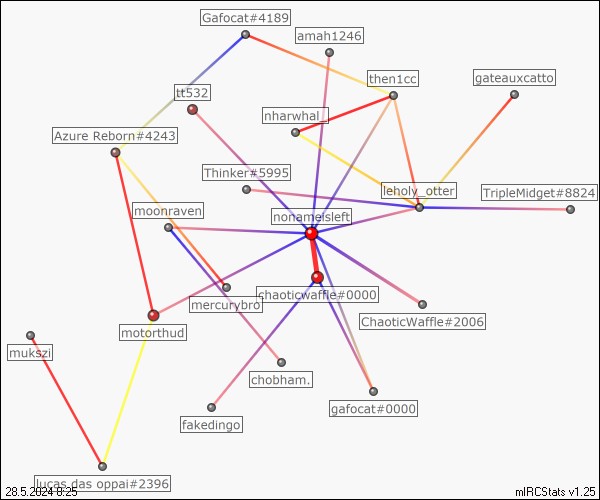 Gafocat#4189
amah1246
then1cc
gateauxcatto
tt532
nharwhal_
Azure Reborn#4243
Thinker#5995
leholy_otter
TripleMidget#8824
moonraven
nonameisleft
chaoticwaffle#0000
mercurybro
ChaoticWaffle#2006
motorthud
mukszi
chobham.
gafocat#0000
fakedingo
lucas das oppai#2396
28.5.2024 8:25
mIRCStats v1.25